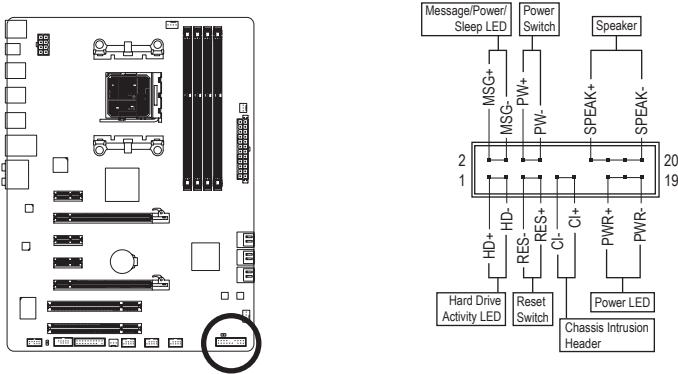 Message/Power/
Sleep LED
Power
Switch
Speaker
MSG+
MSG-
PW+
PW-
SPEAK+
SPEAK-
2
20
1
19
HD+
HD-
RES-
RES+
CI-
CI+
PWR+
PWR-
Hard Drive
Activity LED
Reset
Switch
Power LED
Chassis Intrusion
Header